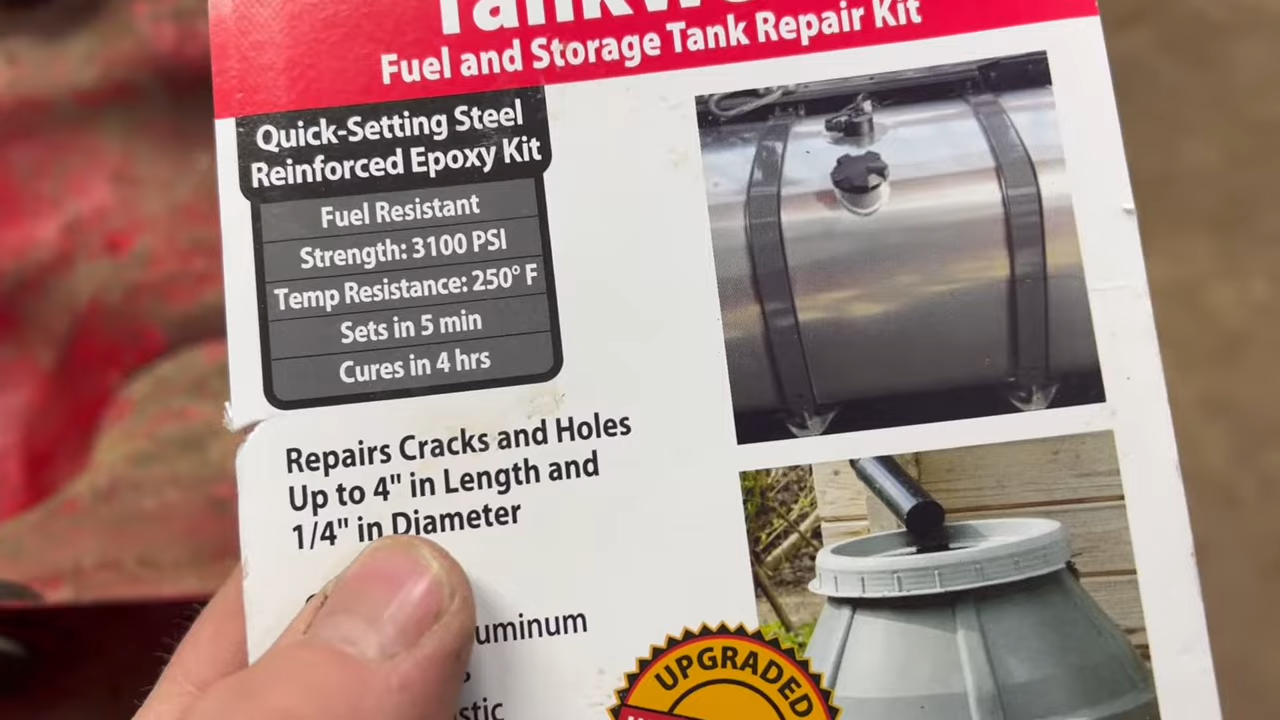 Fuel and Storage Tank Repair Kit
Quick-Setting Steel
Reinforced Epoxy Kit
Fuel Resistant
Strength: 3100 PSI
Temp Resistance: 250° F
Sets in 5 min
Cures in 4 hrs
Repairs Cracks and Holes
Up to 4" in Length and
1/4" in Diameter
UPGRADED